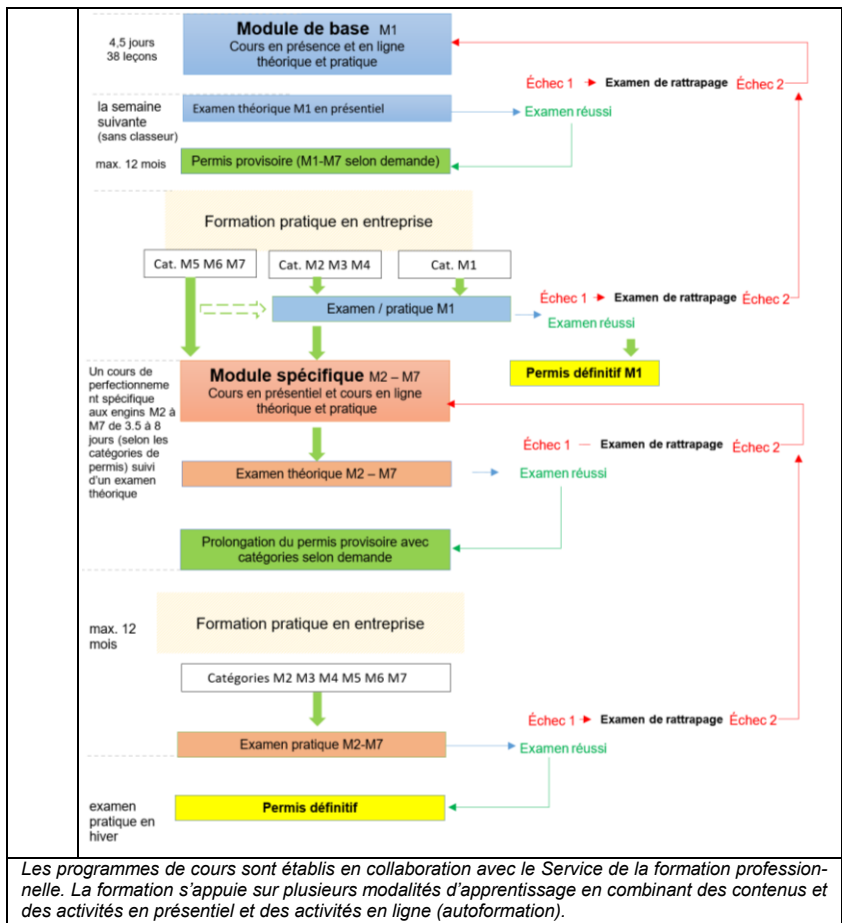 4,5 jours
38 leçons
Module de base M1
Cours en présence et en ligne
théorique et pratique
Échec 1 Examen de rattrapage Échec 2
la semaine
suivante
(sans classeur)
Examen théorique M1 en présentiel
Examen réussi
max. 12 mois
Permis provisoire (M1-M7 selon demande)
Formation pratique en entreprise
Cat. M5 M6 M7
Cat. M2 M3 M4
Cat. M1
Examen / pratique M1
Échec 1 Examen de rattrapage Échec 2
Examen réussi
Permis définitif M1
Un cours de
perfectionneme
nt spécifique
aux engins M2 à
M7 de 3.5 à 8
jours (selon les
catégories de
permis) suivi
d'un examen
théorique
Module spécifique M2 – M7
Cours en présentiel et cours en ligne
théorique et pratique
Échec 1 Examen de rattrapage Échec 2
Examen théorique M2 – M7
Examen réussi
Prolongation du permis provisoire avec
catégories selon demande
max. 12
mois
Formation pratique en entreprise
Catégories M2 M3 M4 M5 M6 M7
Échec 1 Examen de rattrapage Échec 2
Examen pratique M2-M7
Examen réussi
examen
pratique en
hiver
Permis définitif
Les programmes de cours sont établis en collaboration avec le Service de la formation profession-
nelle. La formation s'appuie sur plusieurs modalités d'apprentissage en combinant des contenus et
des activités en présentiel et des activités en ligne (autoformation).